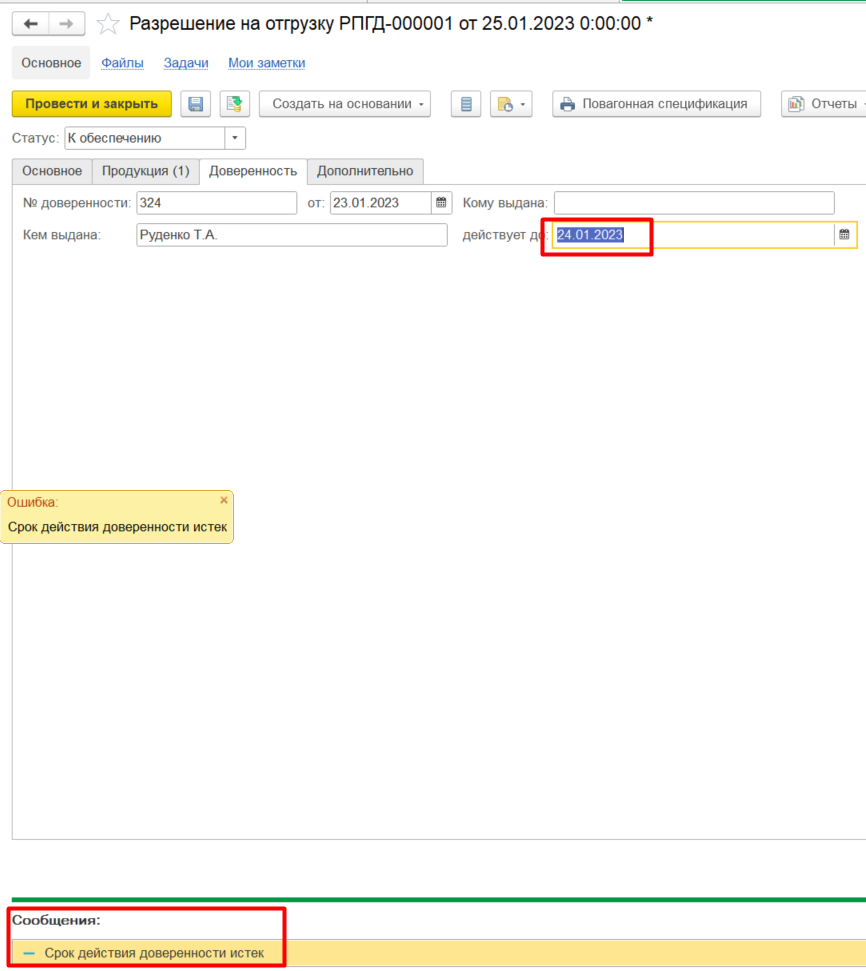 Разрешение на отгрузку РПГД-000001 от 25.01.2023 0:00:00 *
Основное Файлы Задачи Мои заметки
Провести и закрыть Создать на основании Повагонная спецификация Отчеты
Статус: К обеспечению
Основное Продукция (1) Доверенность Дополнительно
№ доверенности: 324 от: 23.01.2023 Кому выдана:
Кем выдана: Руденко Т.А. действует до: 24.01.2023
Ошибка: ×
Срок действия доверенности истек
Сообщения:
Срок действия доверенности истек